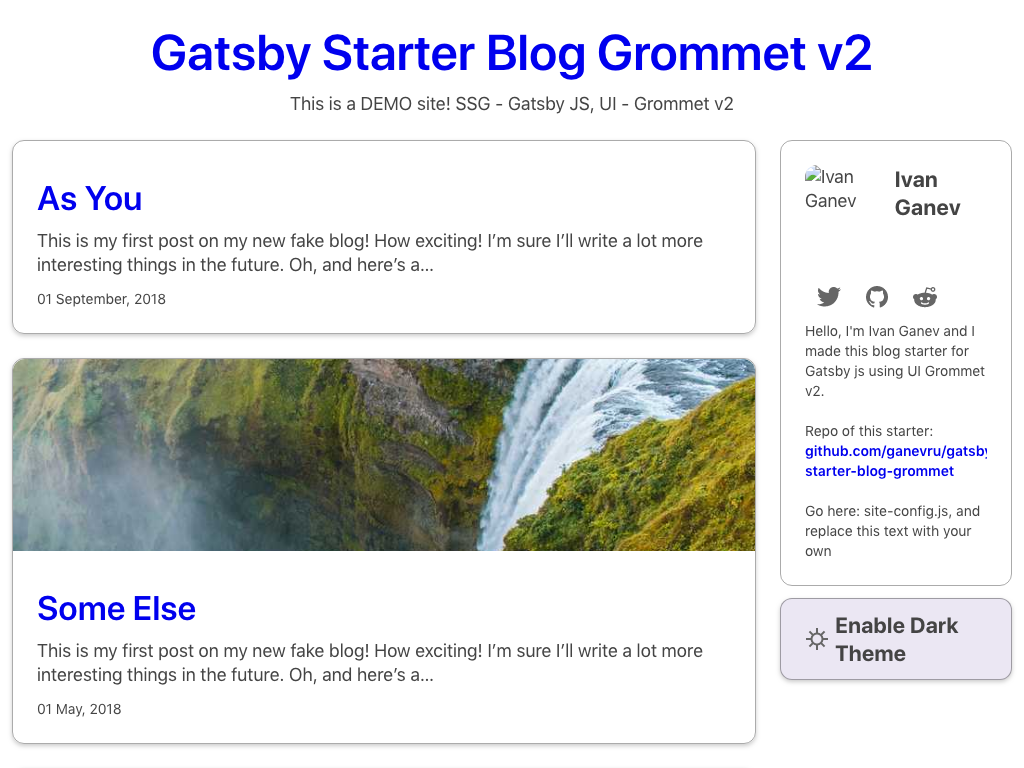 Gatsby Starter Blog Grommet v2
This is a DEMO site! SSG - Gatsby JS, UI - Grommet v2
As You
This is my first post on my new fake blog! How exciting! I’m sure I’ll write a lot more
interesting things in the future. Oh, and here’s a…
01 September, 2018
Some Else
This is my first post on my new fake blog! How exciting! I’m sure I’ll write a lot more
interesting things in the future. Oh, and here’s a…
01 May, 2018
Ivan
Ganev
Ivan
Ganev
Hello, I'm Ivan Ganev and I
made this blog starter for
Gatsby js using UI Grommet
v2.
Repo of this starter:
github.com/ganevru/gatsby
starter-blog-grommet
Go here: site-config.js, and
replace this text with your
own
Enable Dark
Theme